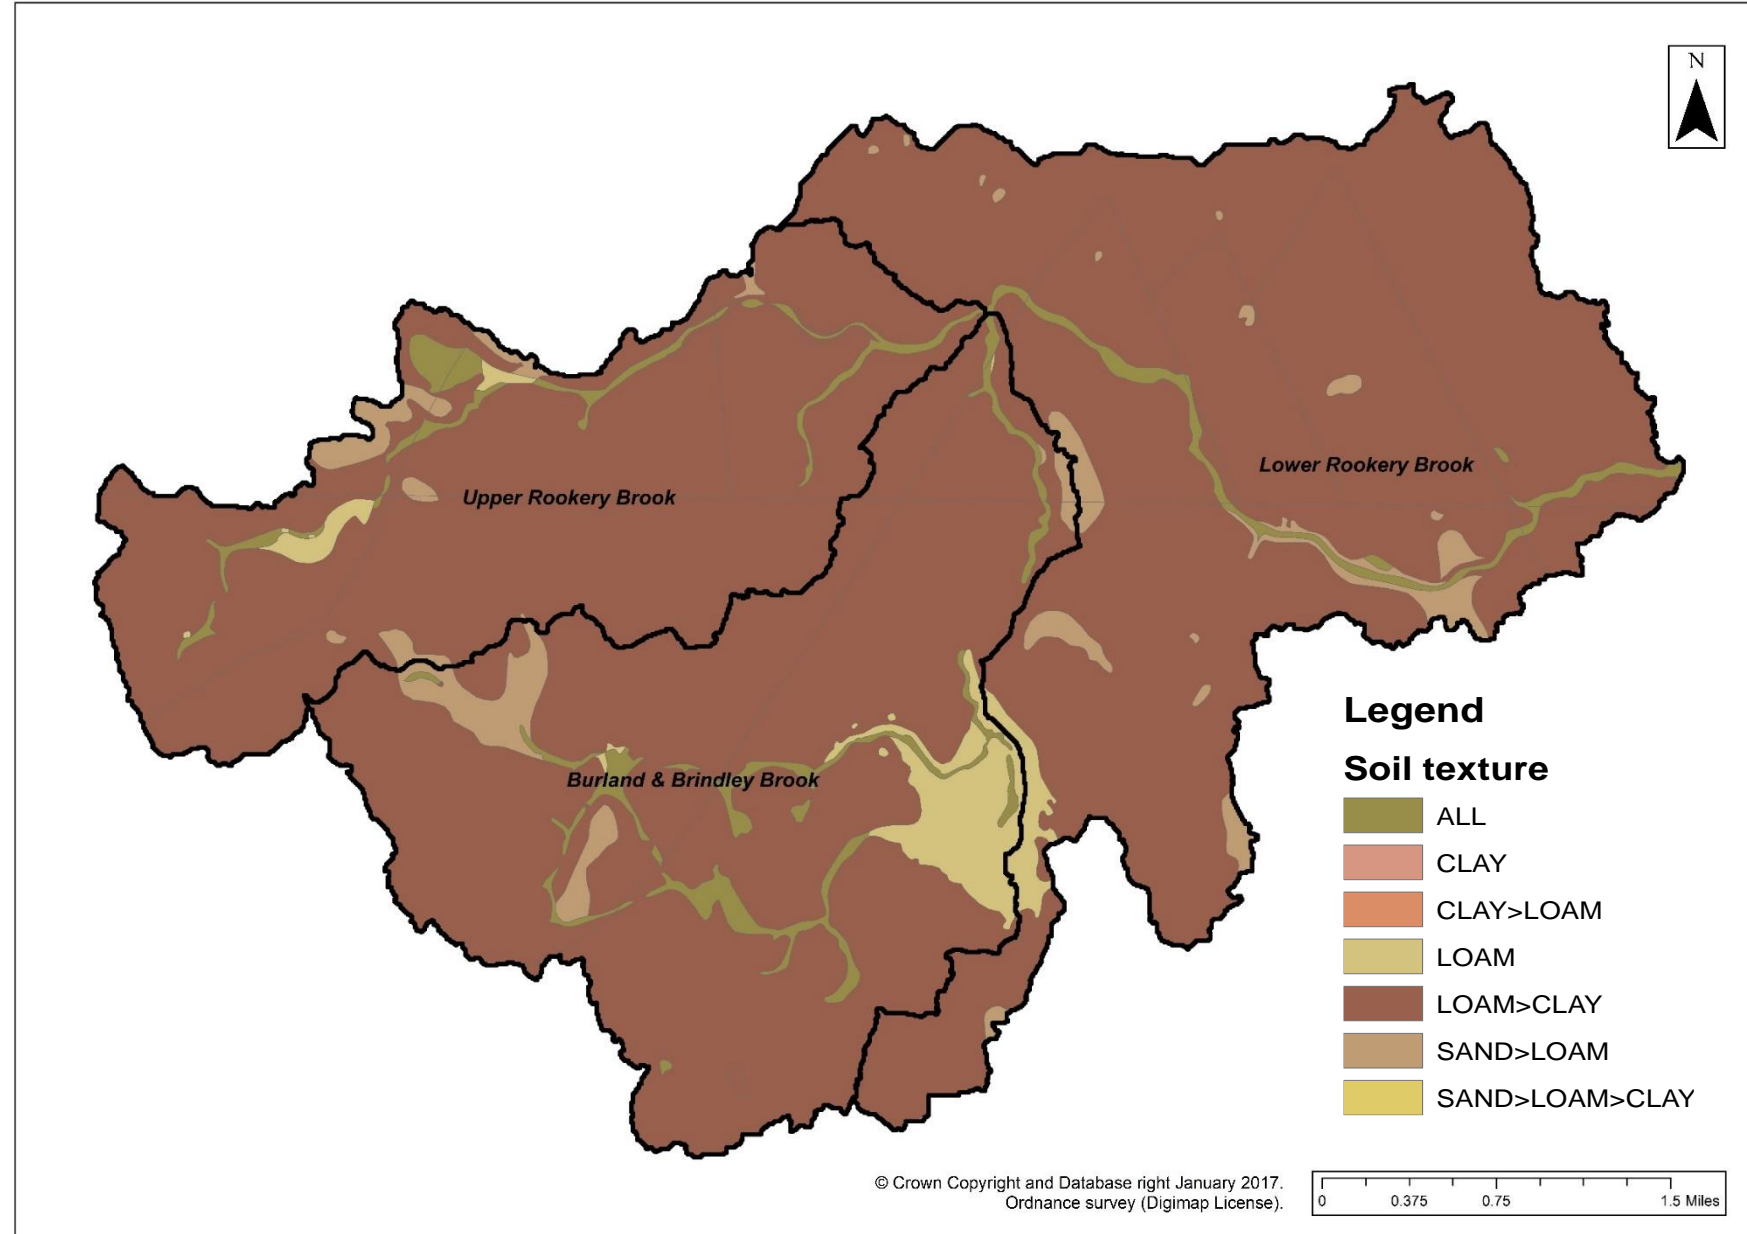 N
Lower Rookery Brook
Upper Rookery Brook
Burland & Brindley Brook
Legend
Soil texture
ALL
CLAY
CLAY>LOAM
LOAM
LOAM>CLAY
SAND>LOAM
SAND>LOAM>CLAY
© Crown Copyright and Database right January 2017.
Ordnance survey (Digimap License).
0 0.375 0.75 1.5 Miles